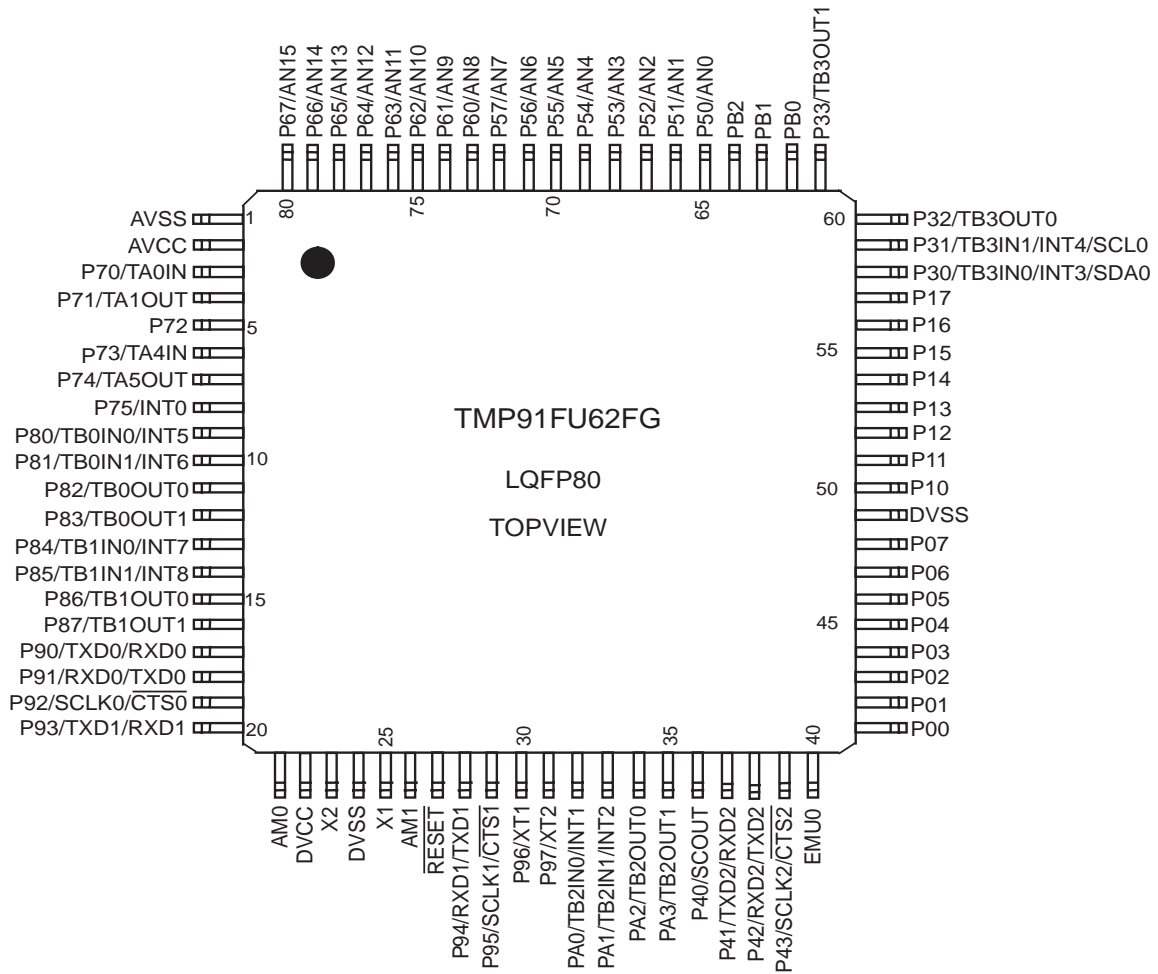 P67/AN15
P66/AN14
P65/AN13
P64/AN12
P63/AN11
P62/AN10
P61/AN9
P60/AN8
P57/AN7
P56/AN6
P55/AN5
P54/AN4
P53/AN3
P52/AN2
P51/AN1
P50/AN0
PB2
PB1
PB0
P33/TB3OUT1
80
75
70
65
60
AVSS
1
AVCC
P70/TA0IN
P71/TA1OUT
P72
5
P73/TA4IN
P74/TA5OUT
P75/INT0
P80/TB0IN0/INT5
P81/TB0IN1/INT6
10
P82/TB0OUT0
P83/TB0OUT1
P84/TB1IN0/INT7
P85/TB1IN1/INT8
P86/TB1OUT0
15
P87/TB1OUT1
P90/TXD0/RXD0
P91/RXD0/TXD0
P92/SCLK0/CTS0
P93/TXD1/RXD1
20
TMP91FU62FG
LQFP80
TOPVIEW
P32/TB3OUT0
P31/TB3IN1/INT4/SCL0
P30/TB3IN0/INT3/SDA0
P17
P16
55
P15
P14
P13
P12
P11
50
P10
DVSS
P07
P06
P05
45
P04
P03
P02
P01
P00
25
30
35
40
AM0
DVCC
X2
DVSS
X1
AM1
RESET
P94/RXD1/TXD1
P95/SCLK1/CTS1
P96/XT1
P97/XT2
PA0/TB2IN0/INT1
PA1/TB2IN1/INT2
PA2/TB2OUT0
PA3/TB2OUT1
P40/SCOUT
P41/TXD2/RXD2
P42/RXD2/TXD2
P43/SCLK2/CTS2
EMU0